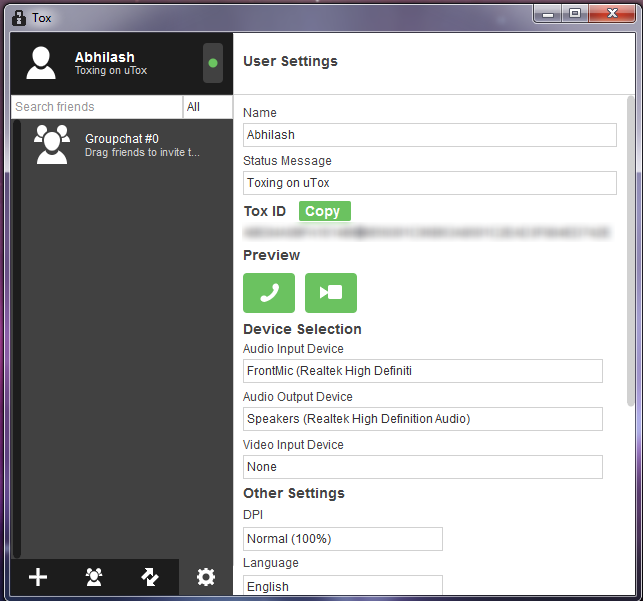 Tox
Abhilash
Toxing on uTox
Search friends
All
Groupchat #0
Drag friends to invite t...
User Settings
Name
Abhilash
Status Message
Toxing on uTox
Tox ID
Copy
Preview
Device Selection
Audio Input Device
FrontMic (Realtek High Definiti
Audio Output Device
Speakers (Realtek High Definition Audio)
Video Input Device
None
Other Settings
DPI
Normal (100%)
Language
English